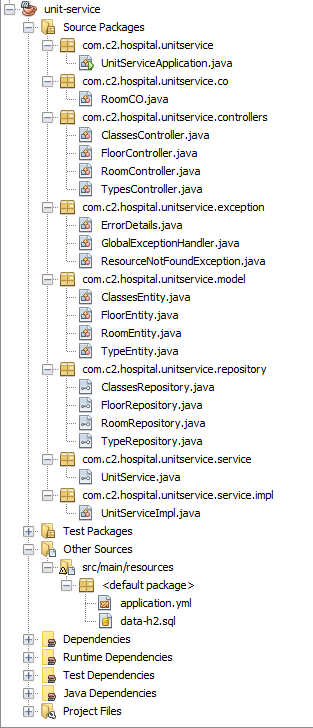 unit-service
Source Packages
com.c2.hospital.unitservice
UnitServiceApplication.java
com.c2.hospital.unitservice.co
RoomCO.java
com.c2.hospital.unitservice.controllers
ClassesController.java
FloorController.java
RoomController.java
TypesController.java
com.c2.hospital.unitservice.exception
ErrorDetails.java
GlobalExceptionHandler.java
ResourceNotFoundException.java
com.c2.hospital.unitservice.model
ClassesEntity.java
FloorEntity.java
RoomEntity.java
TypeEntity.java
com.c2.hospital.unitservice.repository
ClassesRepository.java
FloorRepository.java
RoomRepository.java
TypeRepository.java
com.c2.hospital.unitservice.service
UnitService.java
com.c2.hospital.unitservice.service.impl
UnitServiceImpl.java
Test Packages
Other Sources
src/main/resources
<default package>
application.yml
data-h2.sql
Dependencies
Runtime Dependencies
Test Dependencies
Java Dependencies
Project Files